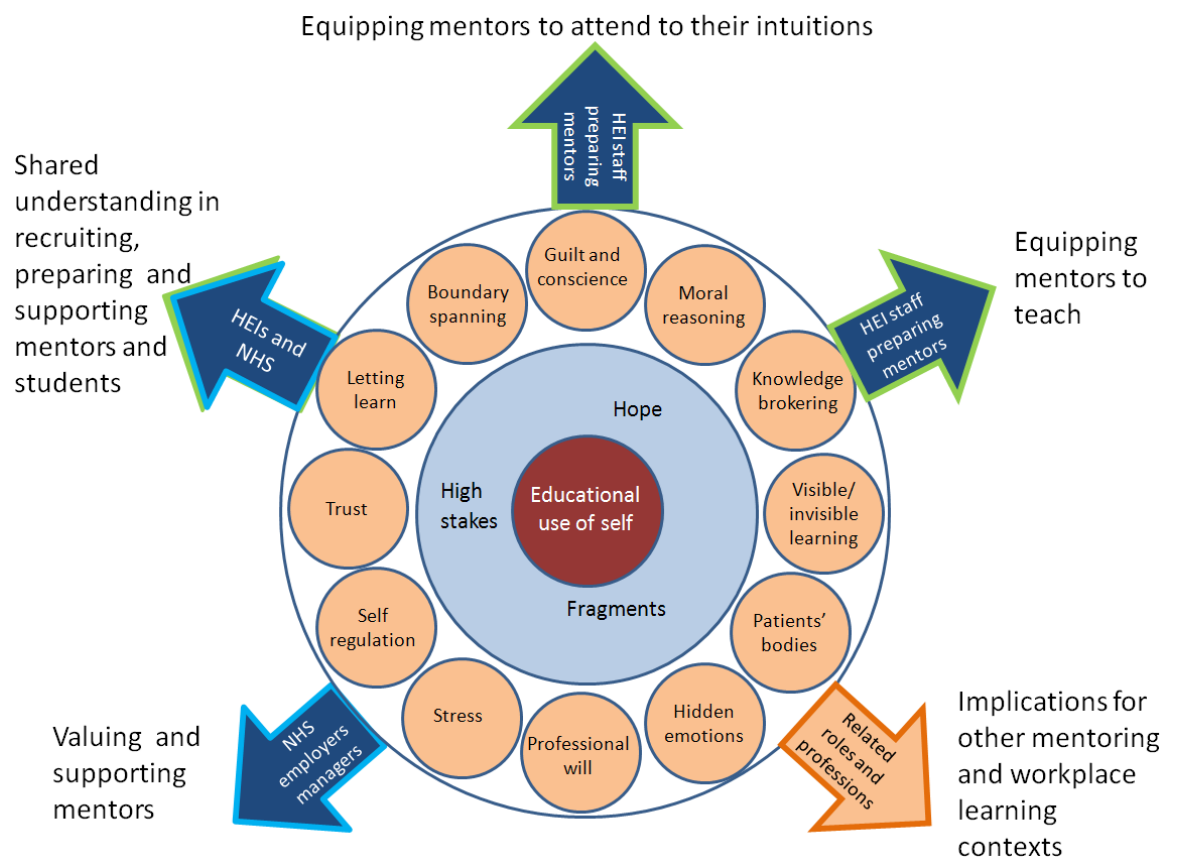 Equipping mentors to attend to their intuitions
HEI staff
preparing
mentors
Shared
understanding in
recruiting,
preparing and
supporting
mentors and
students
HEIs and
NHS
Equipping
mentors to
teach
HEI staff
preparing
mentors
Guilt and
conscience
Moral
reasoning
Knowledge
brokering
Visible/
invisible
learning
Patients’
bodies
Hidden
emotions
Professional
will
Stress
Self
regulation
Trust
Letting
learn
Boundary
spanning
Hope
High
stakes
Fragments
Educational
use of self
NHS
employers
managers
Valuing and
supporting
mentors
Related
roles and
professions
Implications for
other mentoring
and workplace
learning
contexts